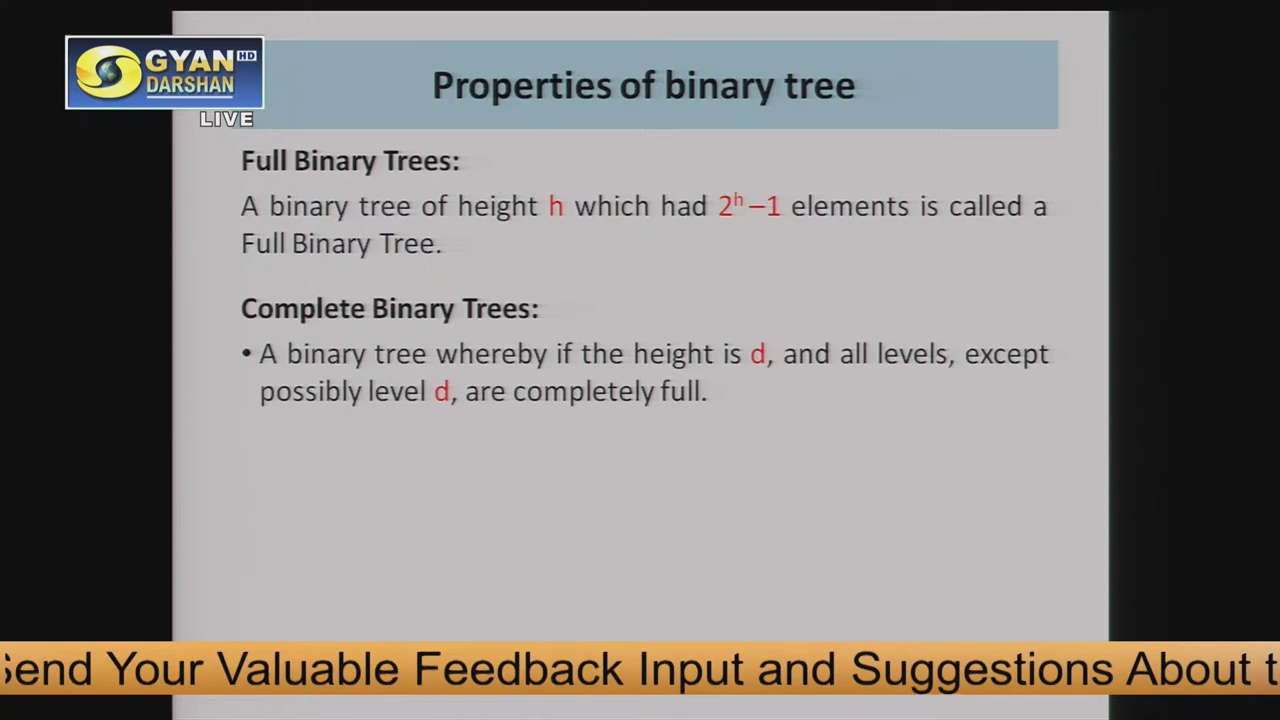 GYAN HD
DARSHAN
LIVE
Properties of binary tree
Full Binary Trees:
A binary tree of height h which had 2ʰ –1 elements is called a
Full Binary Tree.
Complete Binary Trees:
• A binary tree whereby if the height is d, and all levels, except
possibly level d, are completely full.
Send Your Valuable Feedback Input and Suggestions About t